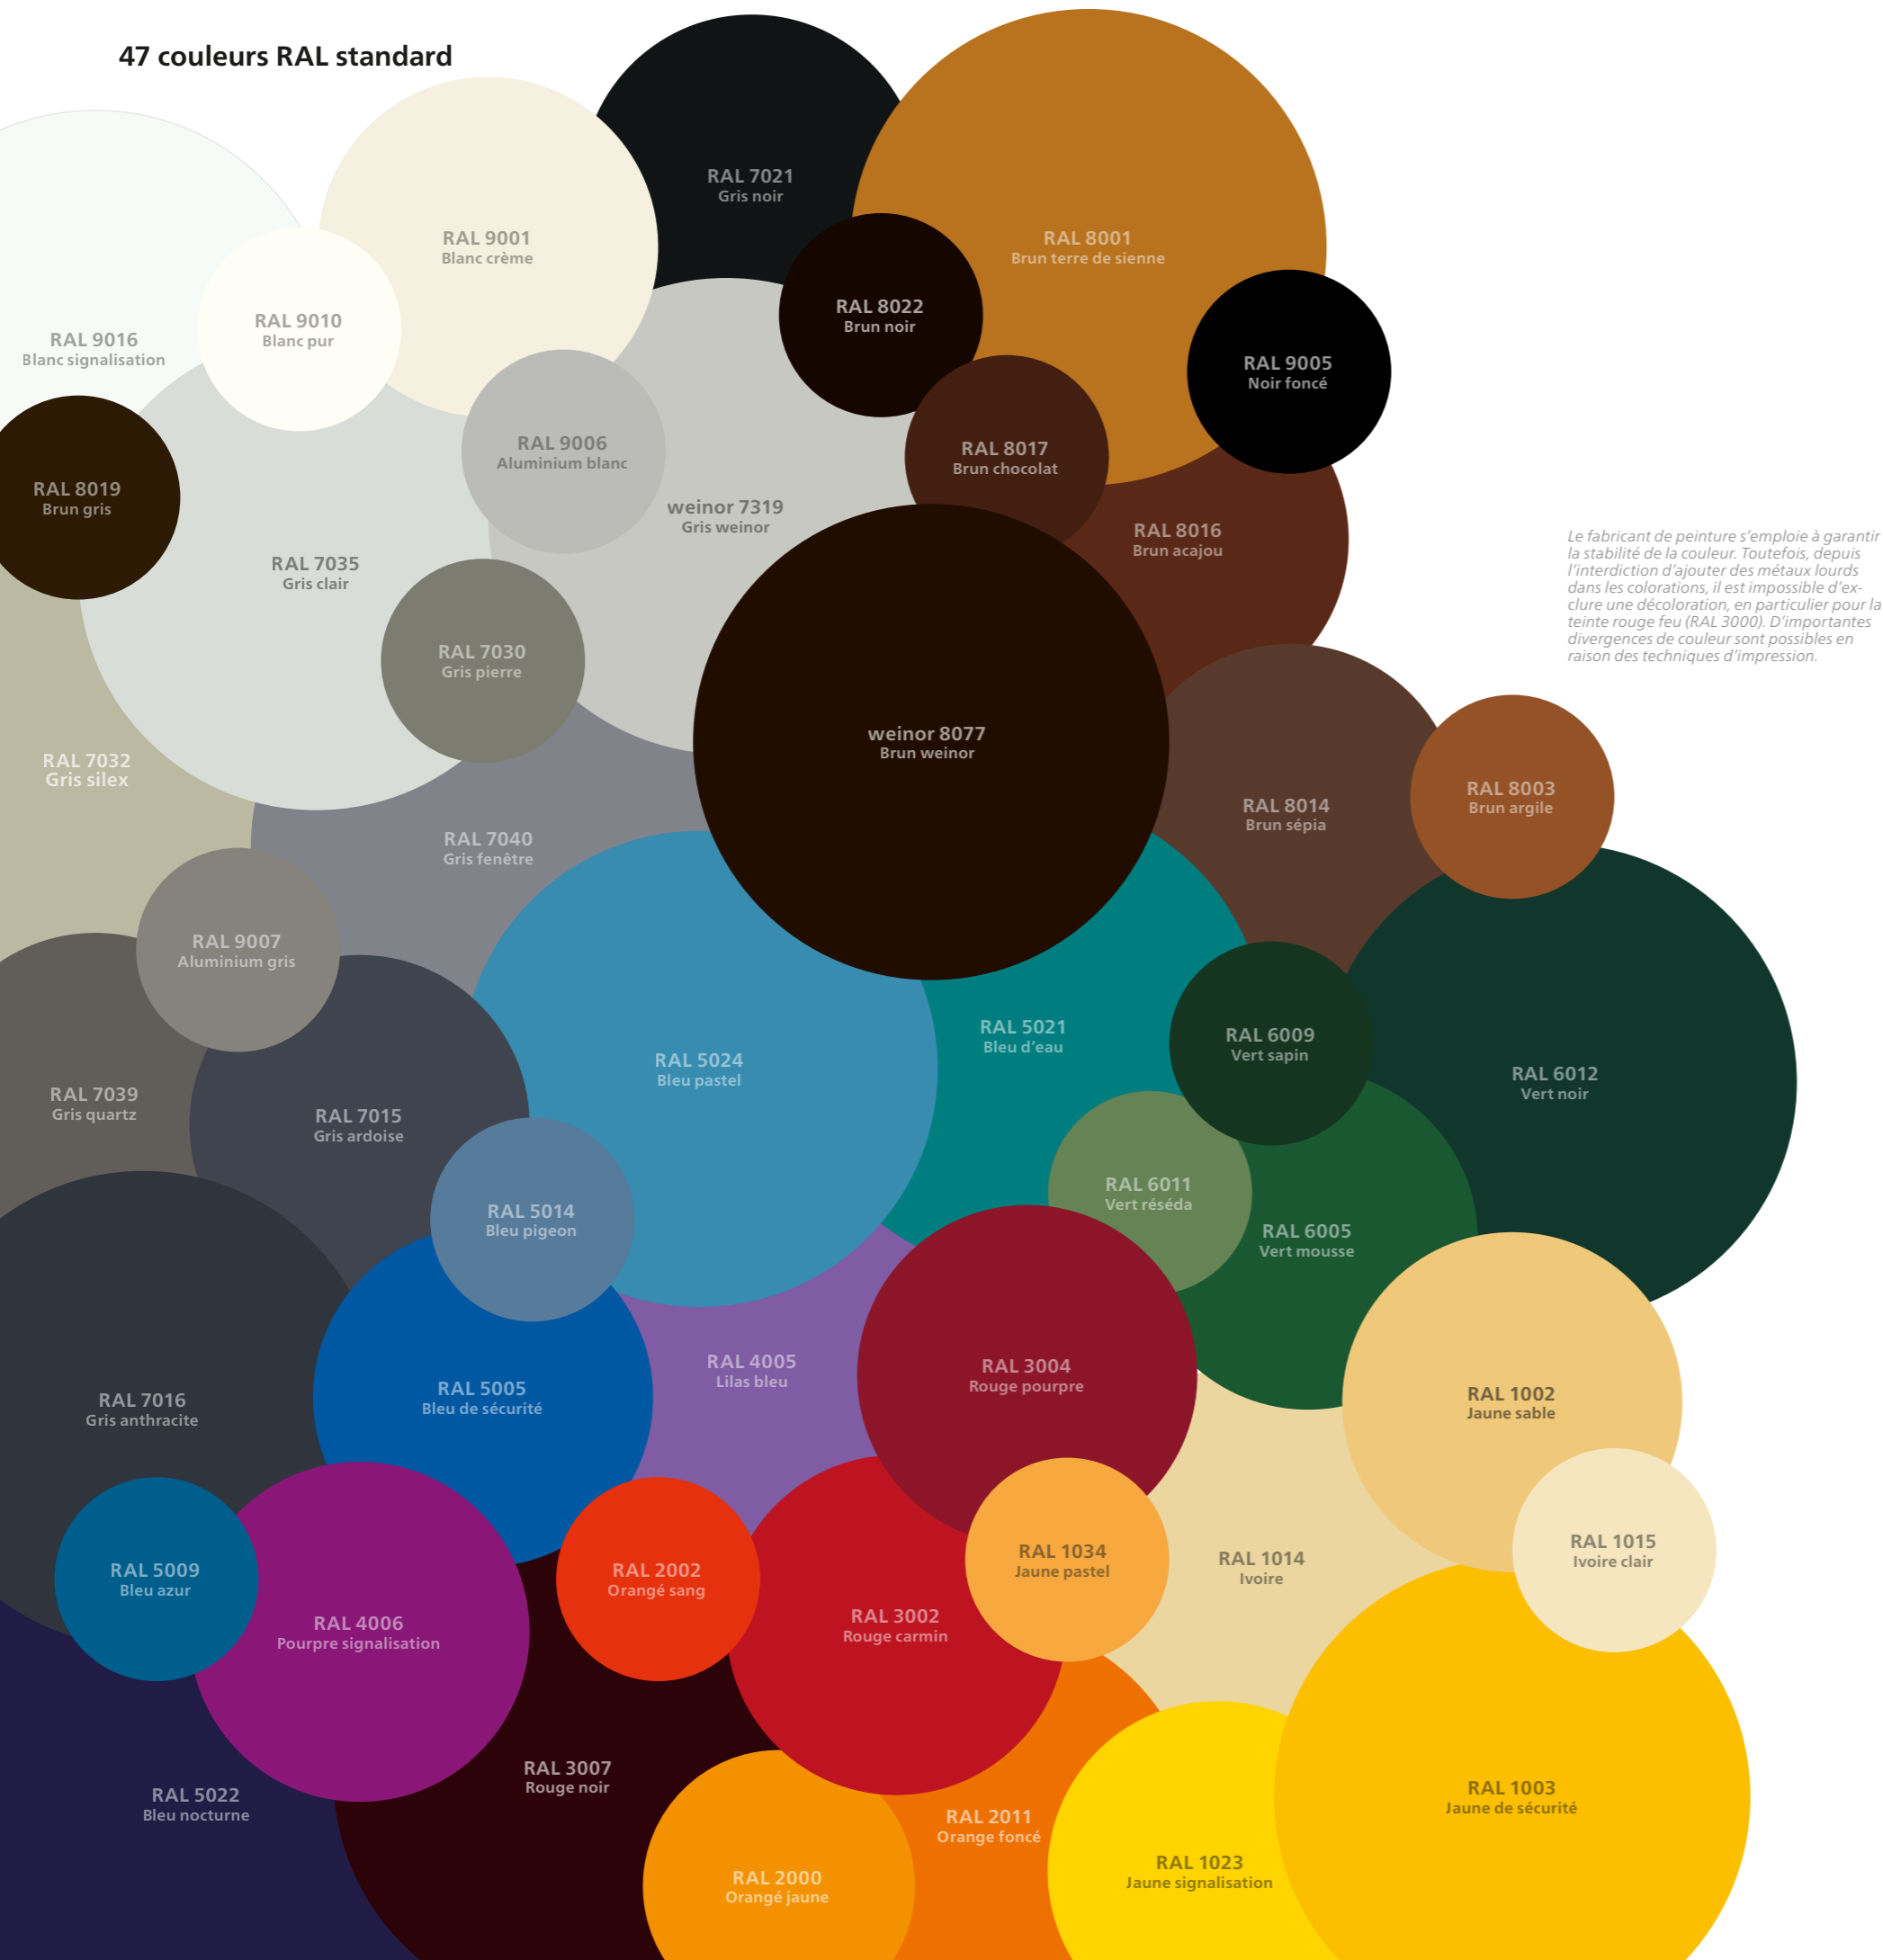 47 couleurs RAL standard
RAL 7021
Gris noir
RAL 9001
Blanc crème
RAL 8001
Brun terre de sienne
RAL 8022
Brun noir
RAL 9010
Blanc pur
RAL 9016
Blanc signalisation
RAL 9005
Noir foncé
RAL 9006
Aluminium blanc
RAL 8017
Brun chocolat
RAL 8019
Brun gris
weinor 7319
Gris weinor
RAL 8016
Brun acajou
Le fabricant de peinture s’emploie à garantir
la stabilité de la couleur. Toutefois, depuis
l’interdiction d’ajouter des métaux lourds
dans les colorations, il est impossible d’ex-
clure une décoloration, en particulier pour la
teinte rouge feu (RAL 3000). D’importantes
divergences de couleur sont possibles en
raison des techniques d’impression.
RAL 7035
Gris clair
RAL 7030
Gris pierre
weinor 8077
Brun weinor
RAL 7032
Gris silex
RAL 8003
Brun argile
RAL 8014
Brun sépia
RAL 7040
Gris fenêtre
RAL 9007
Aluminium gris
RAL 5021
Bleu d’eau
RAL 6009
Vert sapin
RAL 5024
Bleu pastel
RAL 6012
Vert noir
RAL 7039
Gris quartz
RAL 7015
Gris ardoise
RAL 6011
Vert réséda
RAL 5014
Bleu pigeon
RAL 6005
Vert mousse
RAL 4005
Lilas bleu
RAL 3004
Rouge pourpre
RAL 5005
Bleu de sécurité
RAL 1002
Jaune sable
RAL 7016
Gris anthracite
RAL 1015
Ivoire clair
RAL 1034
Jaune pastel
RAL 1014
Ivoire
RAL 5009
Bleu azur
RAL 2002
Orangé sang
RAL 3002
Rouge carmin
RAL 4006
Pourpre signalisation
RAL 3007
Rouge noir
RAL 1003
Jaune de sécurité
RAL 5022
Bleu nocturne
RAL 2011
Orange foncé
RAL 1023
Jaune signalisation
RAL 2000
Orangé jaune